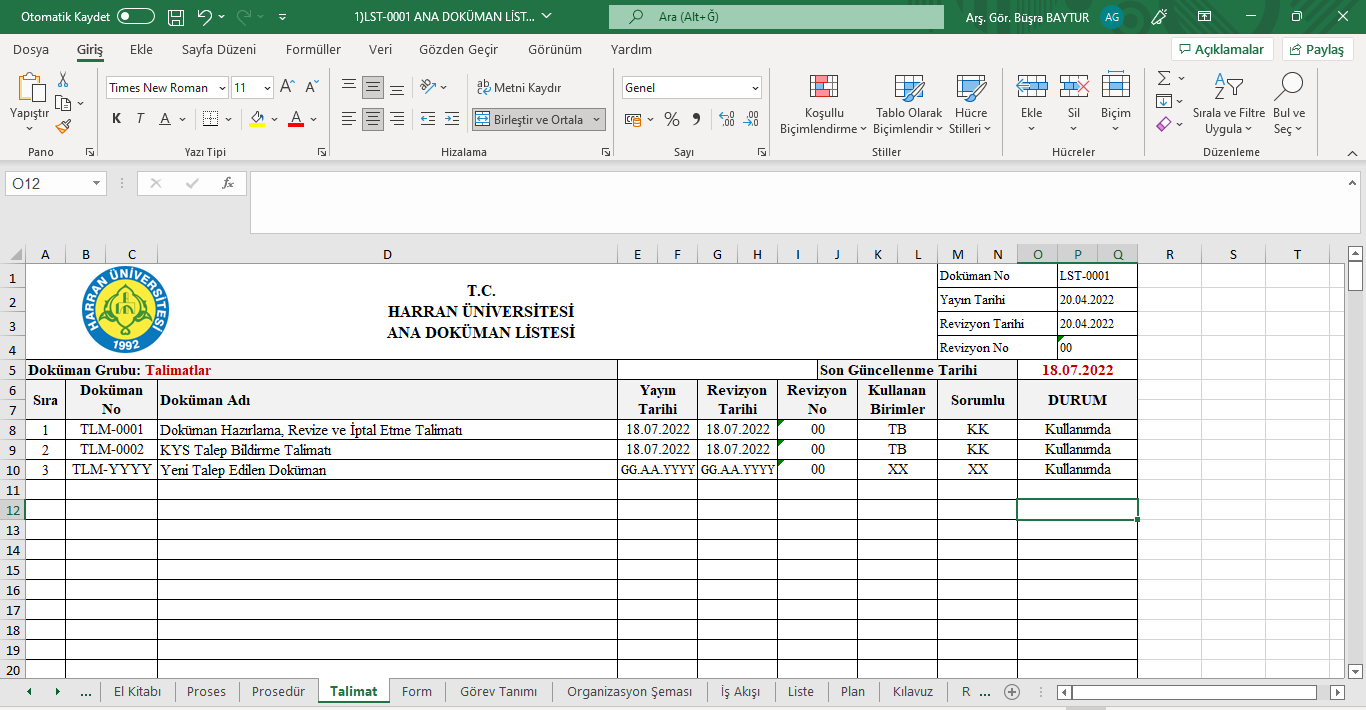 Otomatik Kaydet 1)LST-0001 ANA DOKÜMAN LİST... Ara (Alt+Ğ) Arş. Gör. Büşra BAYTUR AG
Dosya Giriş Ekle Sayfa Düzeni Formüller Veri Gözden Geçir Görünüm Yardım Açıklamalar Paylaş
Yapıştır
Times New Roman 11
K T A A
Metni Kaydır
Birleştir ve Ortala
Genel
Koşullu Biçimlendirme
Tablo Olarak Biçimlendir
Hücre Stilleri
Ekle Sil Biçim
Sırala ve Filtre Uygula
Bul ve Seç
Pano Yazı Tipi Hizalama Sayı Stiller Hücreler Düzenleme
O12 fx
A B C D E F G H I J K L M N O P Q R S T
HARRAN ÜNİVERSİTESİ
1992
T.C.
HARRAN ÜNİVERSİTESİ
ANA DOKÜMAN LİSTESİ
1 Doküman No LST-0001
2 Yayın Tarihi 20.04.2022
3 Revizyon Tarihi 20.04.2022
4 Revizyon No 00
5 Doküman Grubu: Talimatlar Son Güncellenme Tarihi 18.07.2022
6
7
Sıra Doküman No Doküman Adı Yayın Tarihi Revizyon Tarihi Revizyon No Kullanan Birimler Sorumlu DURUM
8 1 TLM-0001 Doküman Hazırlama, Revize ve İptal Etme Talimatı 18.07.2022 18.07.2022 00 TB KK Kullanımda
9 2 TLM-0002 KYS Talep Bildirme Talimatı 18.07.2022 18.07.2022 00 TB KK Kullanımda
10 3 TLM-YYYY Yeni Talep Edilen Doküman GG.A.A.YYYY GG.A.A.YYYY 00 XX XX Kullanımda
11
12
13
14
15
16
17
18
19
20
... El Kitabı Proses Prosedür Talimat Form Görev Tanımı Organizasyon Şeması İş Akışı Liste Plan Kılavuz R ...